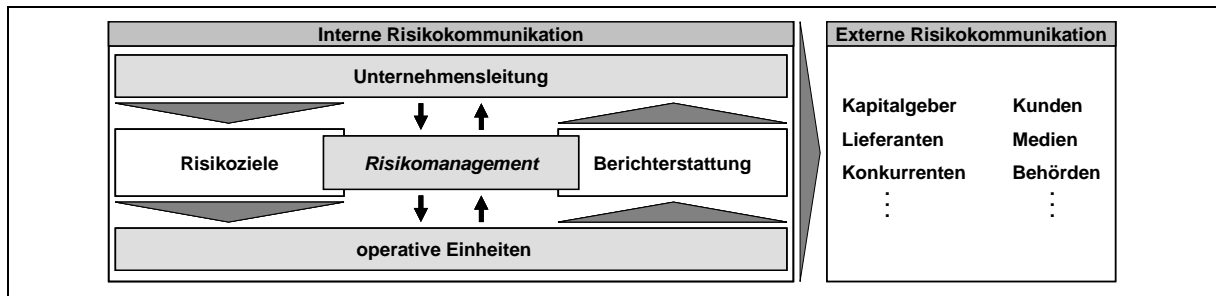 Interne Risikokommunikation
Unternehmensleitung
Risikoziele
Risikomanagement
Berichterstattung
operative Einheiten
Externe Risikokommunikation
Kapitalgeber Kunden
Lieferanten Medien
Konkurrenten Behörden